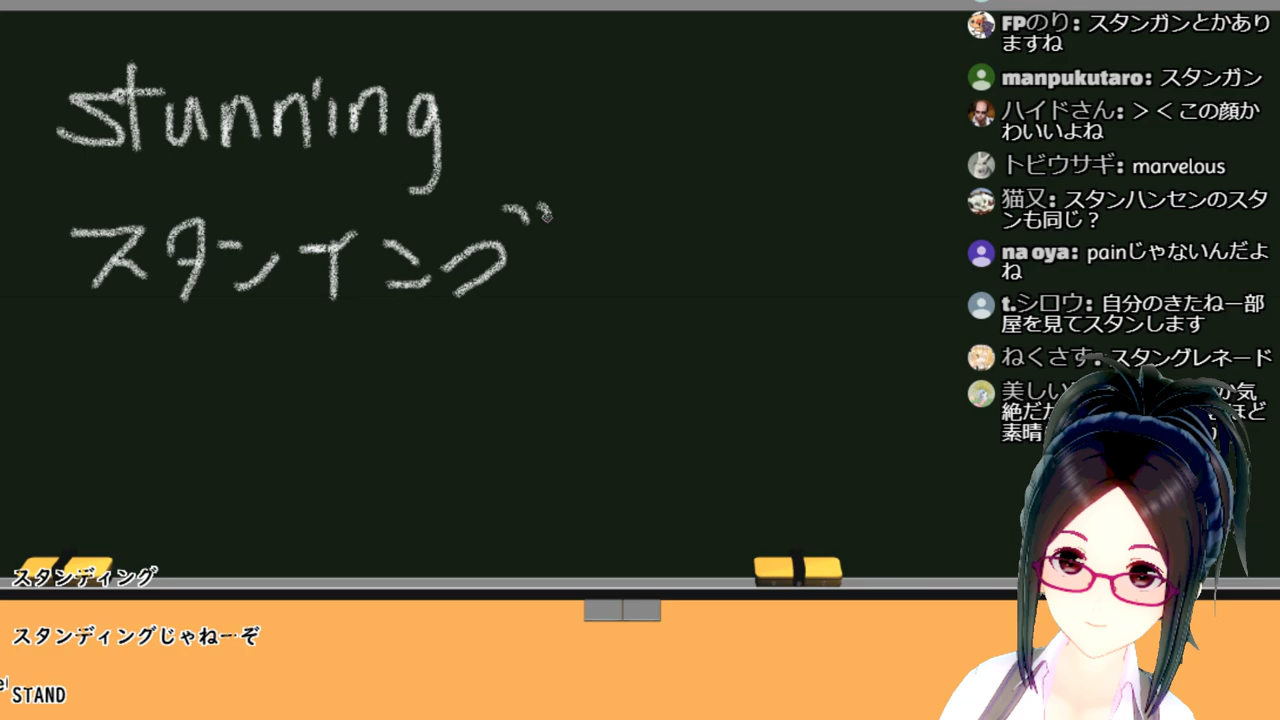 stunning
スタンイング
FPのり: スタンガンとかあり
ますね
manpukutaro: スタンガン
ハイドさん: ＞＜この顔か
わいいよね
トビウサギ: marvelous
猫又: スタンハンセンのスタ
ンも同じ？
naoya: painじゃないんだよ
ね
t.シロウ: 自分のきたねー部
屋を見てスタンします
ねくさす: スタングレネード
美しい
か気
絶だ
ほど
素晴
スタンディング
スタンディングじゃねーぞ
STAND